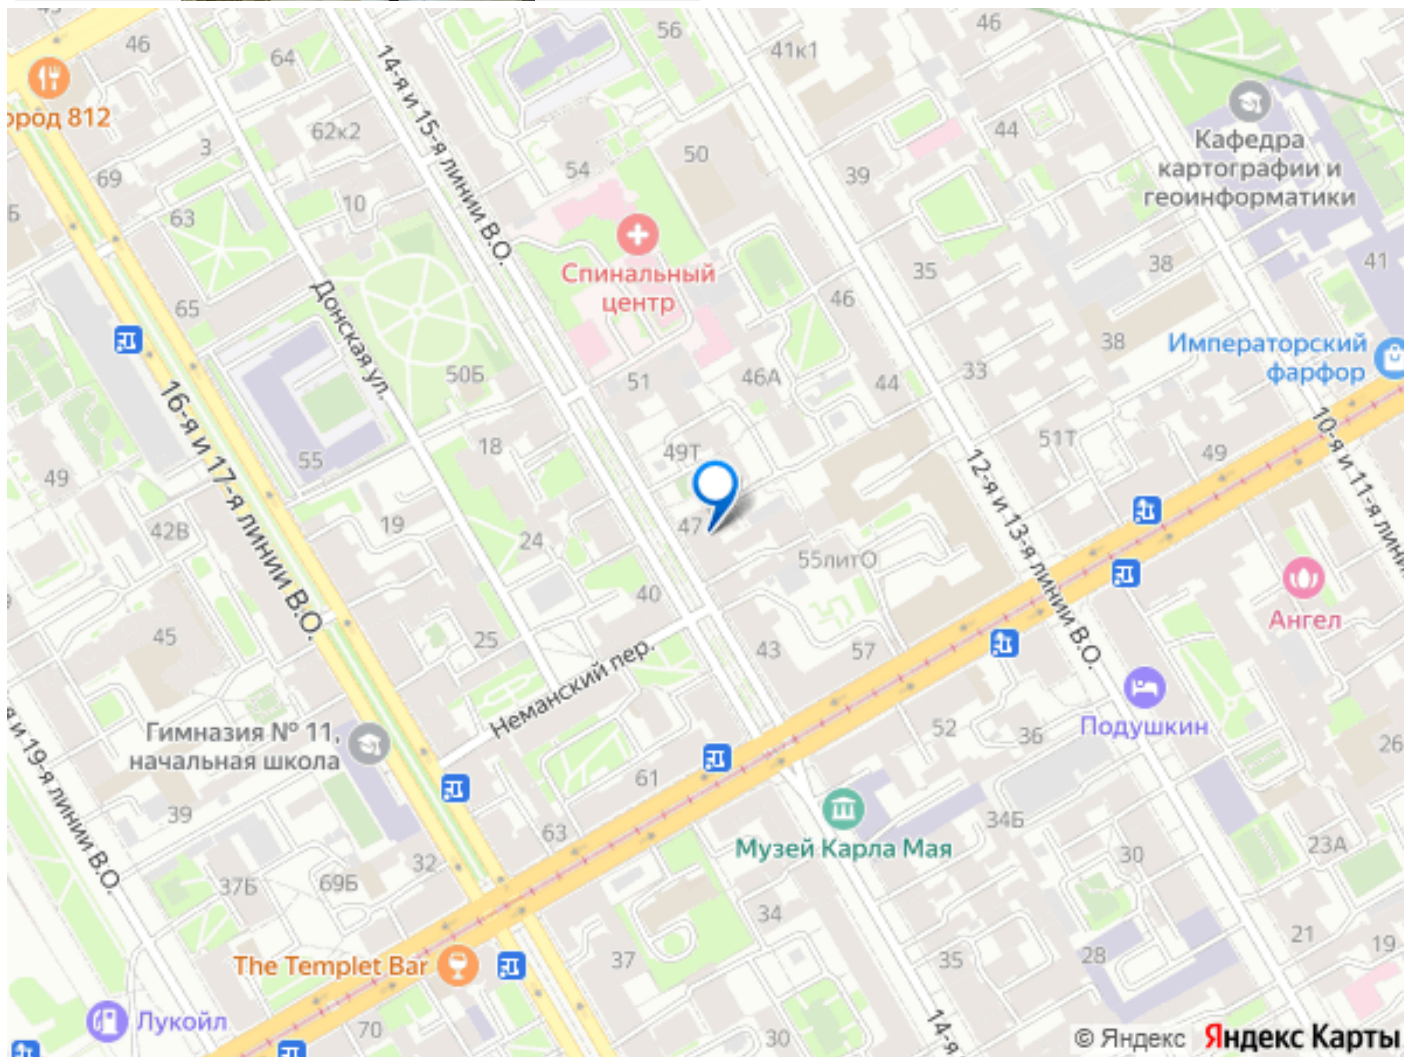 46
64
56
41к1
46
ород 812
62к2
3
69
54
50
44
39
Кафедра
картографии и
геоинформатики
14-я и 15-я линии В.О.
10
63
Спинальный
центр
35
38
41
46
65
Донская ул.
50Б
51
46А
44
33
38
Императорский
фарфор
16-я и 17-я линии В.О.
49
55
18
49Т
51Т
49
10-я и 11-я линии
42В
19
24
47
55литО
12-я и 13-я линии В.О.
45
25
40
43
57
Ангел
Неманский пер.
52
36
Подушкин
26
Гимназия № 11,
начальная школа
я и 19-я линии В.О.
61
39
63
Музей Карла Мая
34Б
30
23А
32
37Б
69Б
34
37
35
28
21
19
The Templet Bar
Лукойл
70
30
14-я
© Яндекс Яндекс Карты